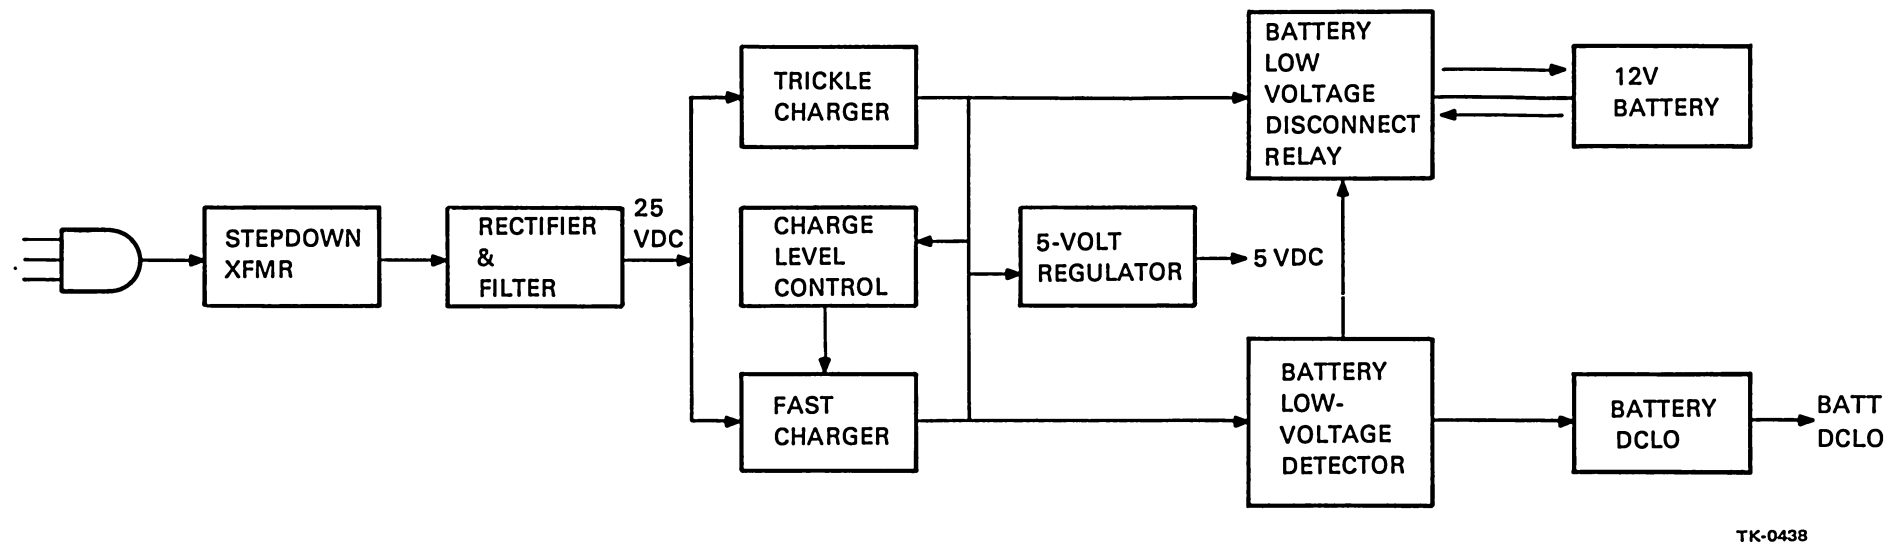 STEPDOWN
XFMR
RECTIFIER
&
FILTER
25
VDC
TRICKLE
CHARGER
CHARGE
LEVEL
CONTROL
FAST
CHARGER
5-VOLT
REGULATOR
5 VDC
BATTERY
LOW
VOLTAGE
DISCONNECT
RELAY
12V
BATTERY
BATTERY
LOW-
VOLTAGE
DETECTOR
BATTERY
DCLO
BATT
DCLO
TK-0438